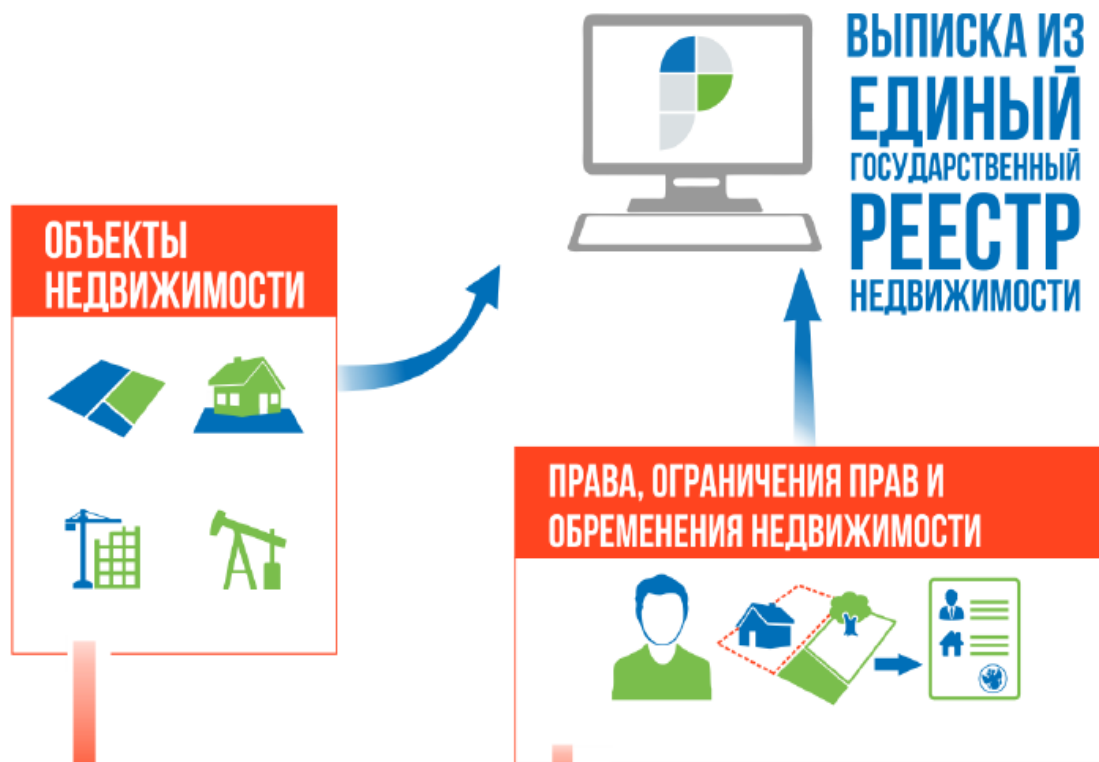 ВЫПИСКА ИЗ
ЕДИНЫЙ
ГОСУДАРСТВЕННЫЙ
РЕЕСТР
НЕДВИЖИМОСТИ
ОБЪЕКТЫ
НЕДВИЖИМОСТИ
ПРАВА, ОГРАНИЧЕНИЯ ПРАВ И
ОБРЕМЕНЕНИЯ НЕДВИЖИМОСТИ